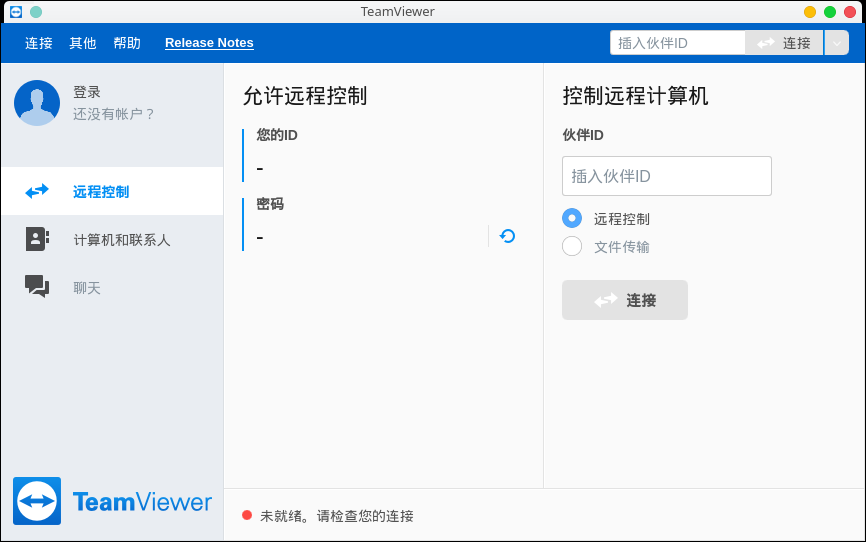 TeamViewer
连接 其他 帮助 Release Notes 插入伙伴ID 连接
登录
还没有帐户？
远程控制
计算机和联系人
聊天
TeamViewer
允许远程控制
您的ID
-
密码
-
控制远程计算机
伙伴ID
插入伙伴ID
远程控制
文件传输
连接
未就绪。请检查您的连接